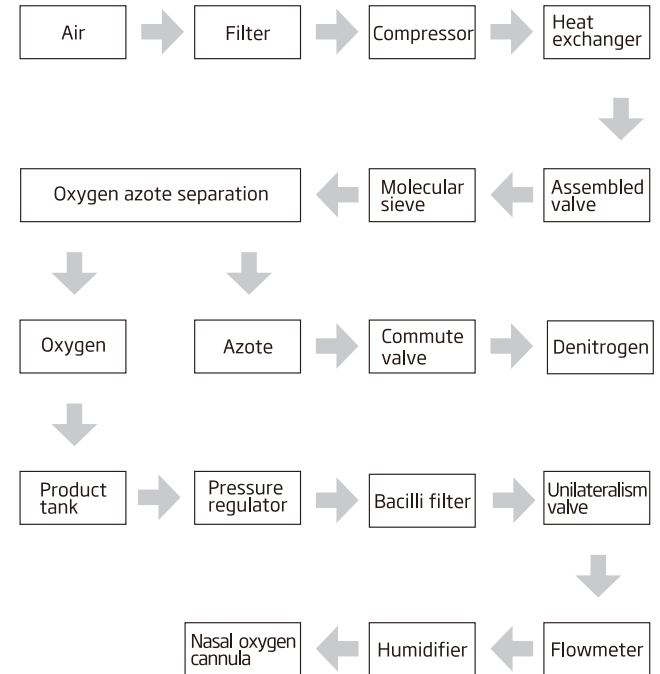 Air
Filter
Compressor
Heat
exchanger
Oxygen azote separation
Molecular
sieve
Assembled
valve
Oxygen
Azote
Commute
valve
Denitrogen
Product
tank
Pressure
regulator
Bacilli filter
Unilateralism
valve
Nasal oxygen
cannula
Humidifier
Flowmeter